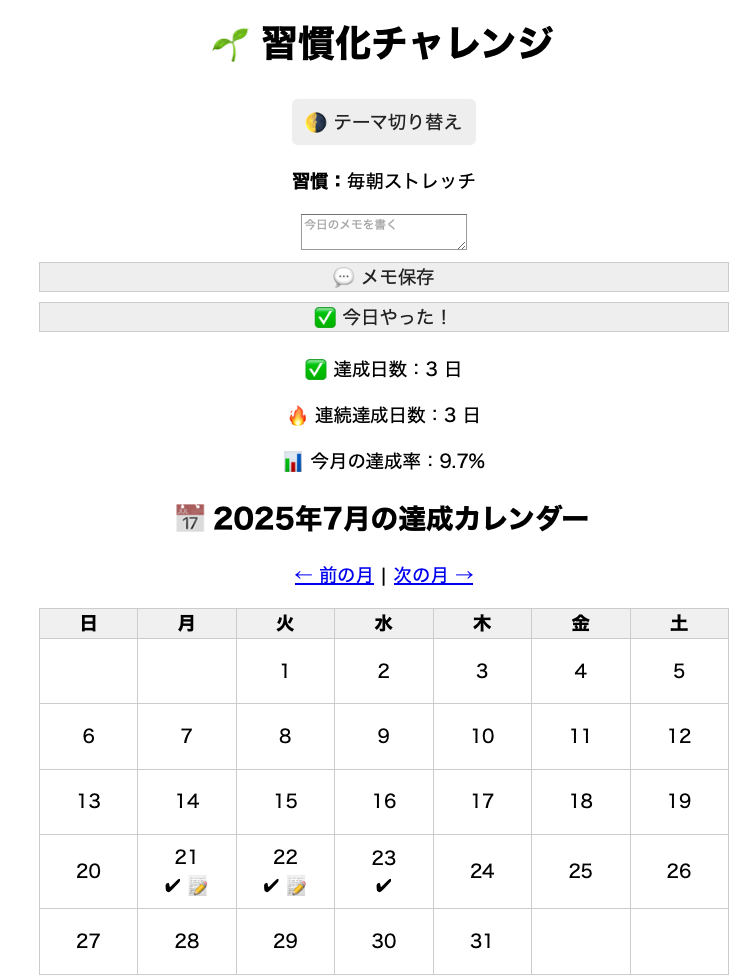 🌱 習慣化チャレンジ
🌗 テーマ切り替え
習慣：毎朝ストレッチ
今日のメモを書く
💬 メモ保存
✅ 今日やった！
✅ 達成日数：3 日
🔥 連続達成日数：3 日
📊 今月の達成率：9.7%
📅 2025年7月の達成カレンダー
← 前の月 | 次の月 →
日 月 火 水 木 金 土
1 2 3 4 5
6 7 8 9 10 11 12
13 14 15 16 17 18 19
20 21 ✔ 📝 22 ✔ 📝 23 ✔ 24 25 26
27 28 29 30 31